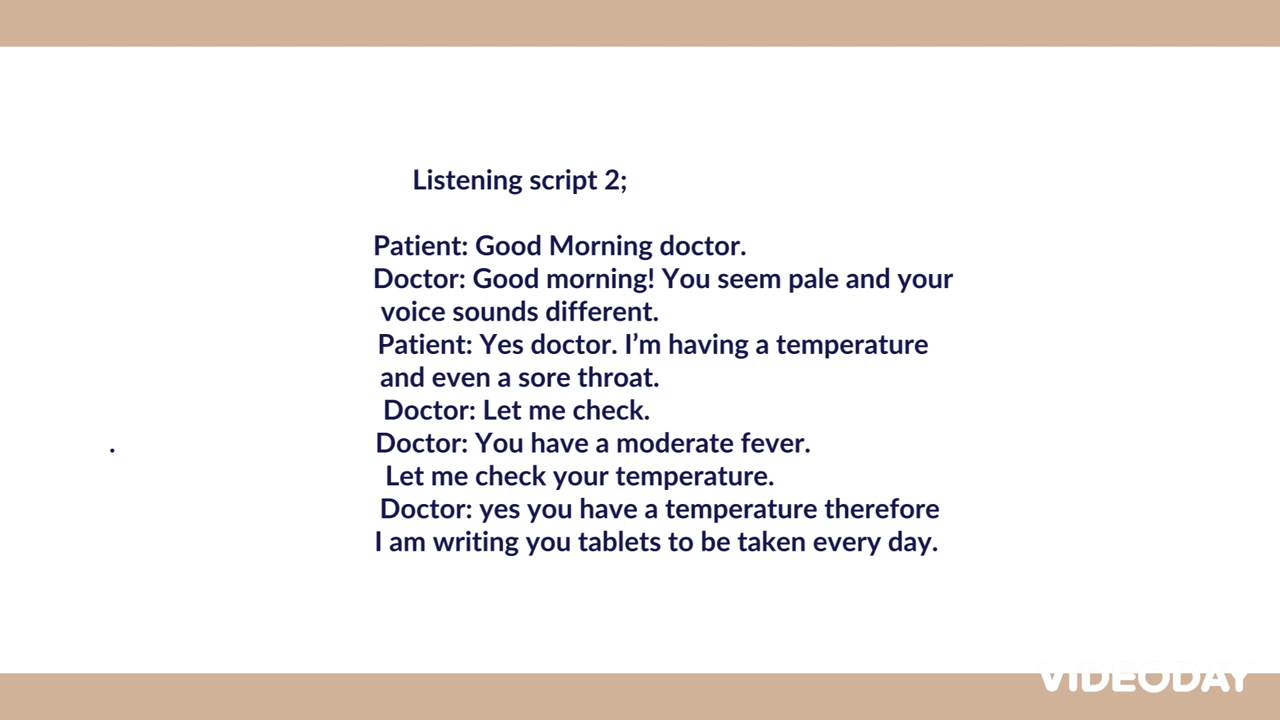 Listening script 2;
Patient: Good Morning doctor.
Doctor: Good morning! You seem pale and your
voice sounds different.
Patient: Yes doctor. I’m having a temperature
and even a sore throat.
Doctor: Let me check.
.
Doctor: You have a moderate fever.
Let me check your temperature.
Doctor: yes you have a temperature therefore
I am writing you tablets to be taken every day.
VIDEODAY